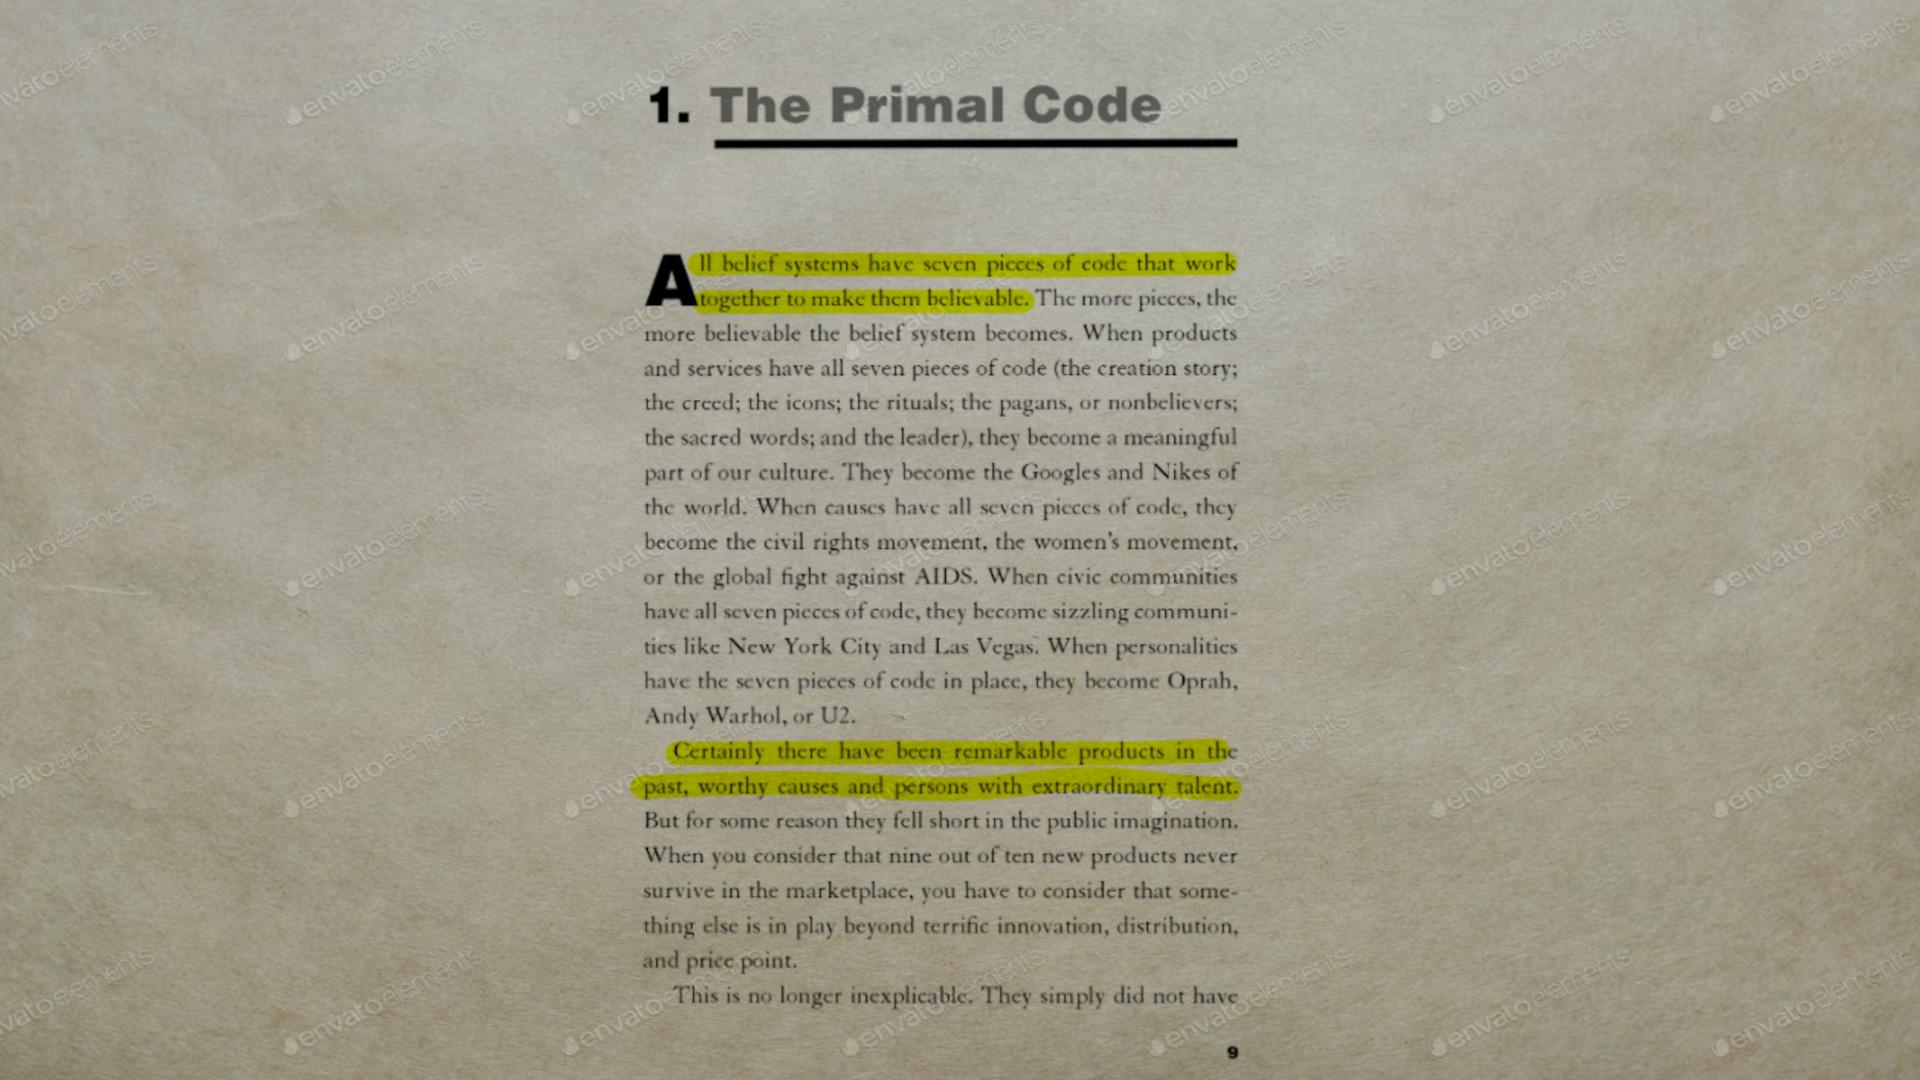 1. The Primal Code
All belief systems have seven pieces of code that work
together to make them believable. The more pieces, the
more believable the belief system becomes. When products
and services have all seven pieces of code (the creation story;
the creed; the icons; the rituals; the pagans, or nonbelievers;
the sacred words; and the leader), they become a meaningful
part of our culture. They become the Googles and Nikes of
the world. When causes have all seven pieces of code, they
become the civil rights movement, the women's movement,
or the global fight against AIDS. When civic communities
have all seven pieces of code, they become sizzling communi-
ties like New York City and Las Vegas. When personalities
have the seven pieces of code in place, they become Oprah,
Andy Warhol, or U2.
Certainly there have been remarkable products in the
past, worthy causes and persons with extraordinary talent.
But for some reason they fell short in the public imagination.
When you consider that nine out of ten new products never
survive in the marketplace, you have to consider that some-
thing else is in play beyond terrific innovation, distribution,
and price point.
This is no longer inexplicable. They simply did not have
9
envatoelements